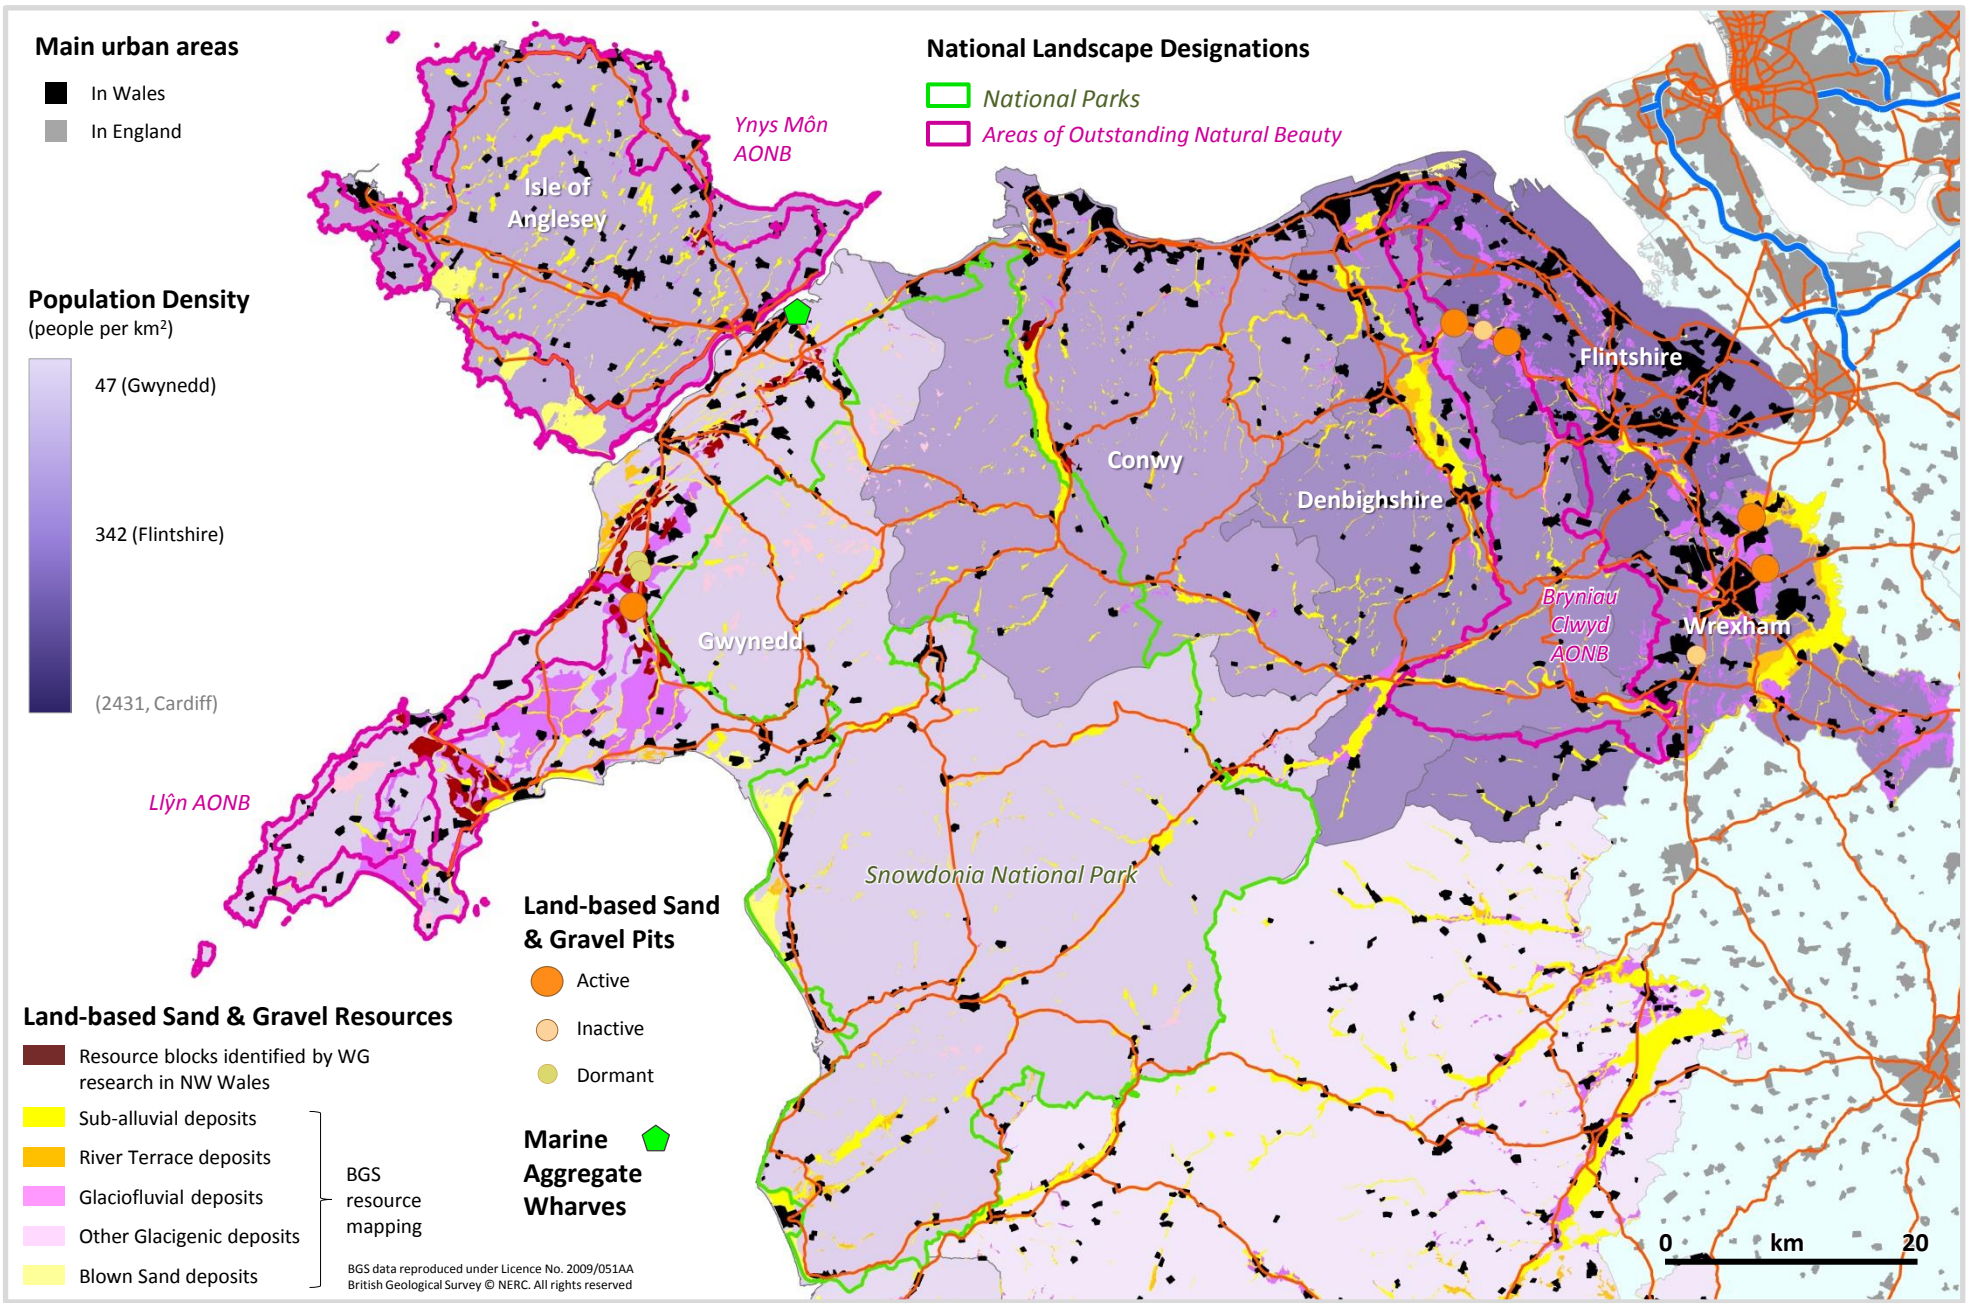 Main urban areas
In Wales
In England
Population Density
(people per km²)
47 (Gwynedd)
342 (Flintshire)
(2431, Cardiff)
National Landscape Designations
National Parks
Areas of Outstanding Natural Beauty
Ynys Môn
AONB
Isle of
Anglesey
Flintshire
Conwy
Denbighshire
Gwynedd
Bryniau
Clwyd
AONB
Wrexham
Llŷn AONB
Snowdonia National Park
Land-based Sand
& Gravel Pits
Active
Inactive
Dormant
Marine
Aggregate
Wharves
Land-based Sand & Gravel Resources
Resource blocks identified by WG
research in NW Wales
Sub-alluvial deposits
River Terrace deposits
Glaciofluvial deposits
Other Glacigenic deposits
Blown Sand deposits
BGS
resource
mapping
BGS data reproduced under Licence No. 2009/051AA
British Geological Survey © NERC. All rights reserved
0 km 20